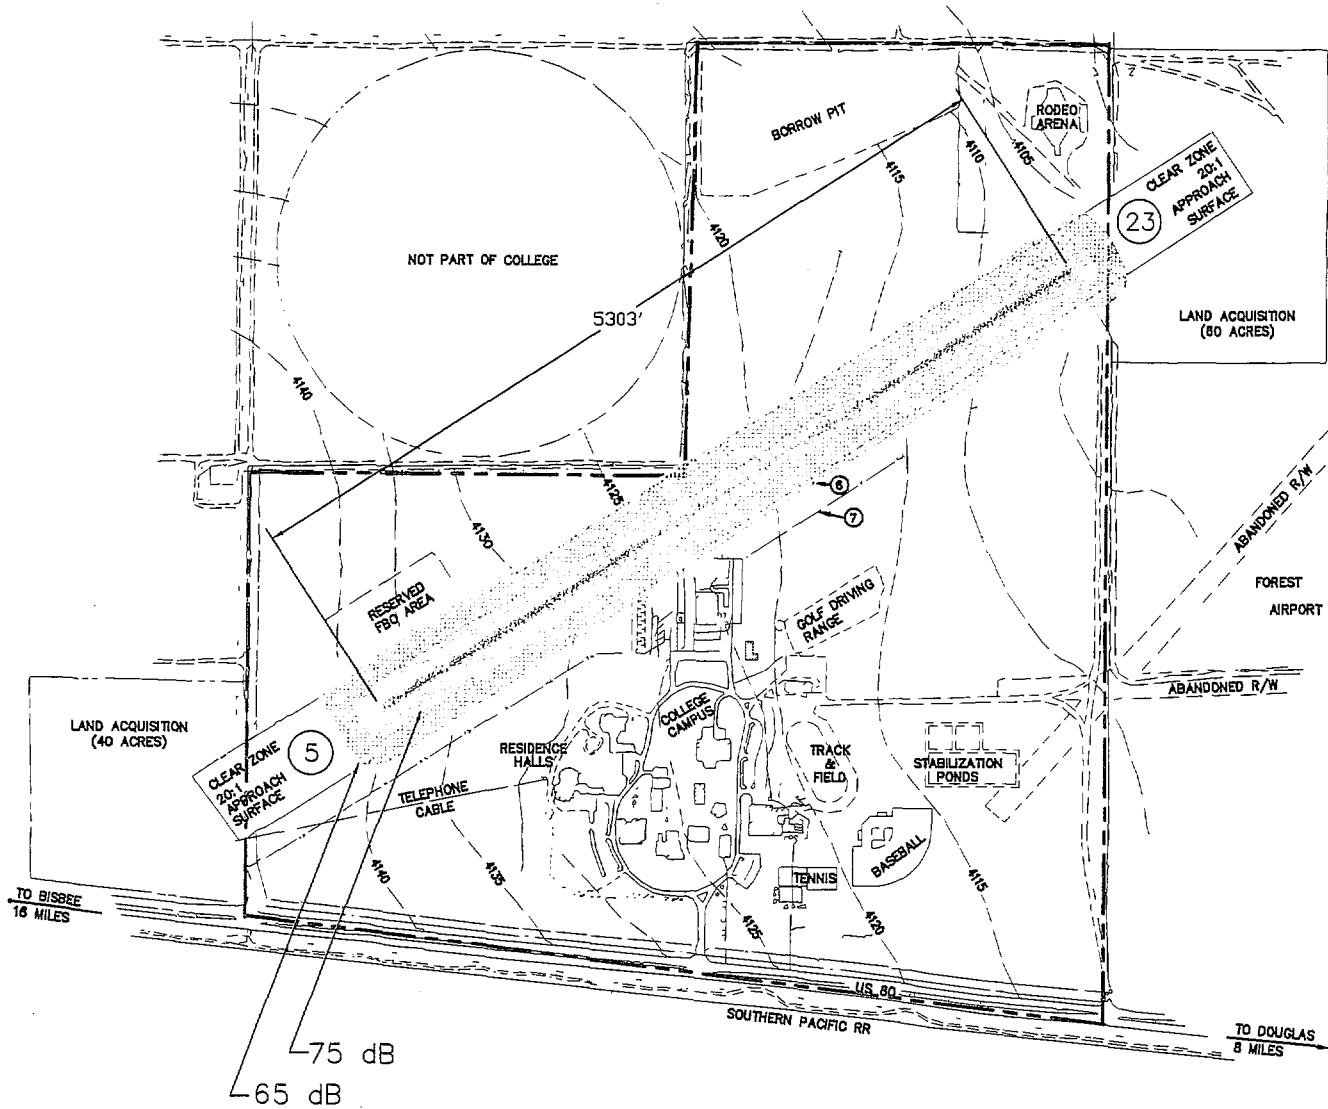 BORROW PIT
RODEO
ARENA
4110
4105
4115
4120
CLEAR ZONE
20:1
APPROACH
SURFACE
23
NOT PART OF COLLEGE
5303'
LAND ACQUISITION
(60 ACRES)
4140
4125
4130
6
7
ABANDONED R/W
FOREST
AIRPORT
RESERVED
FBO AREA
GOLF DRIVING
RANGE
ABANDONED R/W
LAND ACQUISITION
(40 ACRES)
CLEAR ZONE
20:1
APPROACH
SURFACE
5
COLLEGE
CAMPUS
RESIDENCE
HALLS
TRACK
&
FIELD
STABILIZATION
PONDS
TELEPHONE
CABLE
BASEBALL
TENNIS
4140
4135
4125
4120
4115
TO BISBEE
16 MILES
US 80
SOUTHERN PACIFIC RR
TO DOUGLAS
8 MILES
75 dB
65 dB